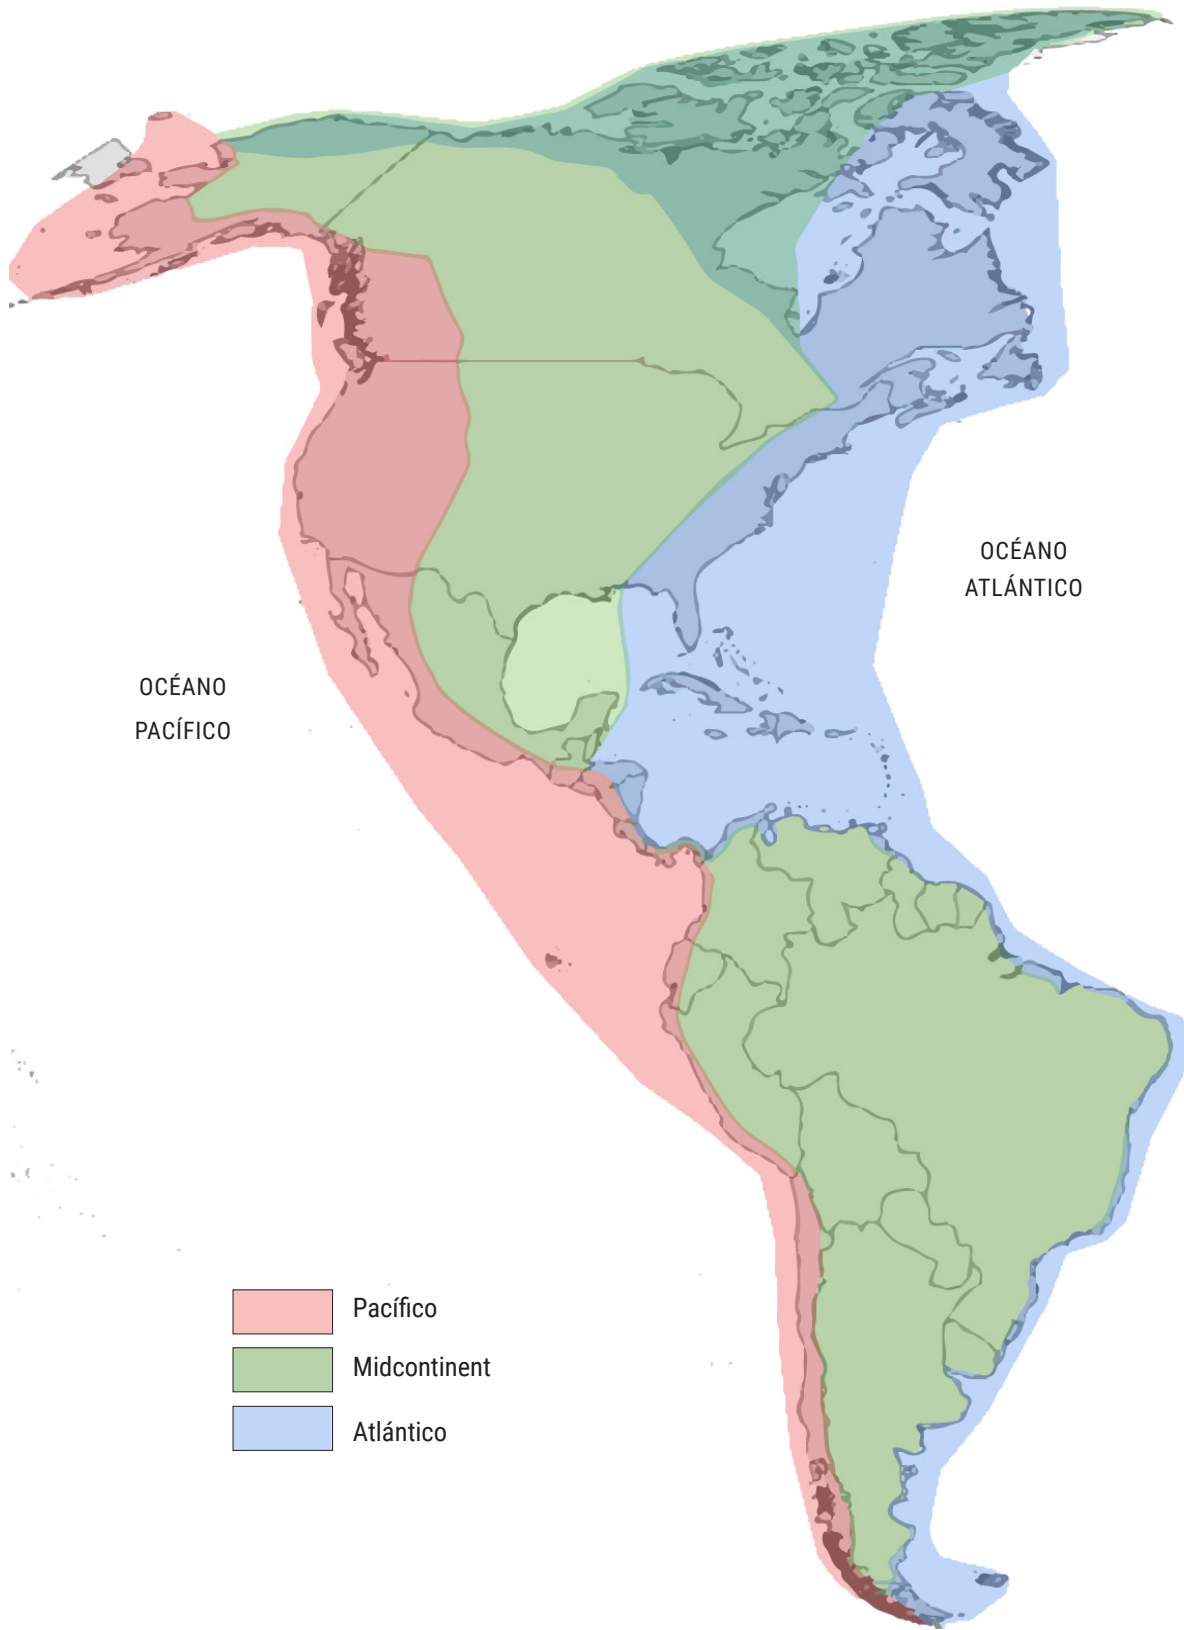 OCÉANO
ATLÁNTICO
OCÉANO
PACÍFICO
Pacífico
Midcontinent
Atlántico